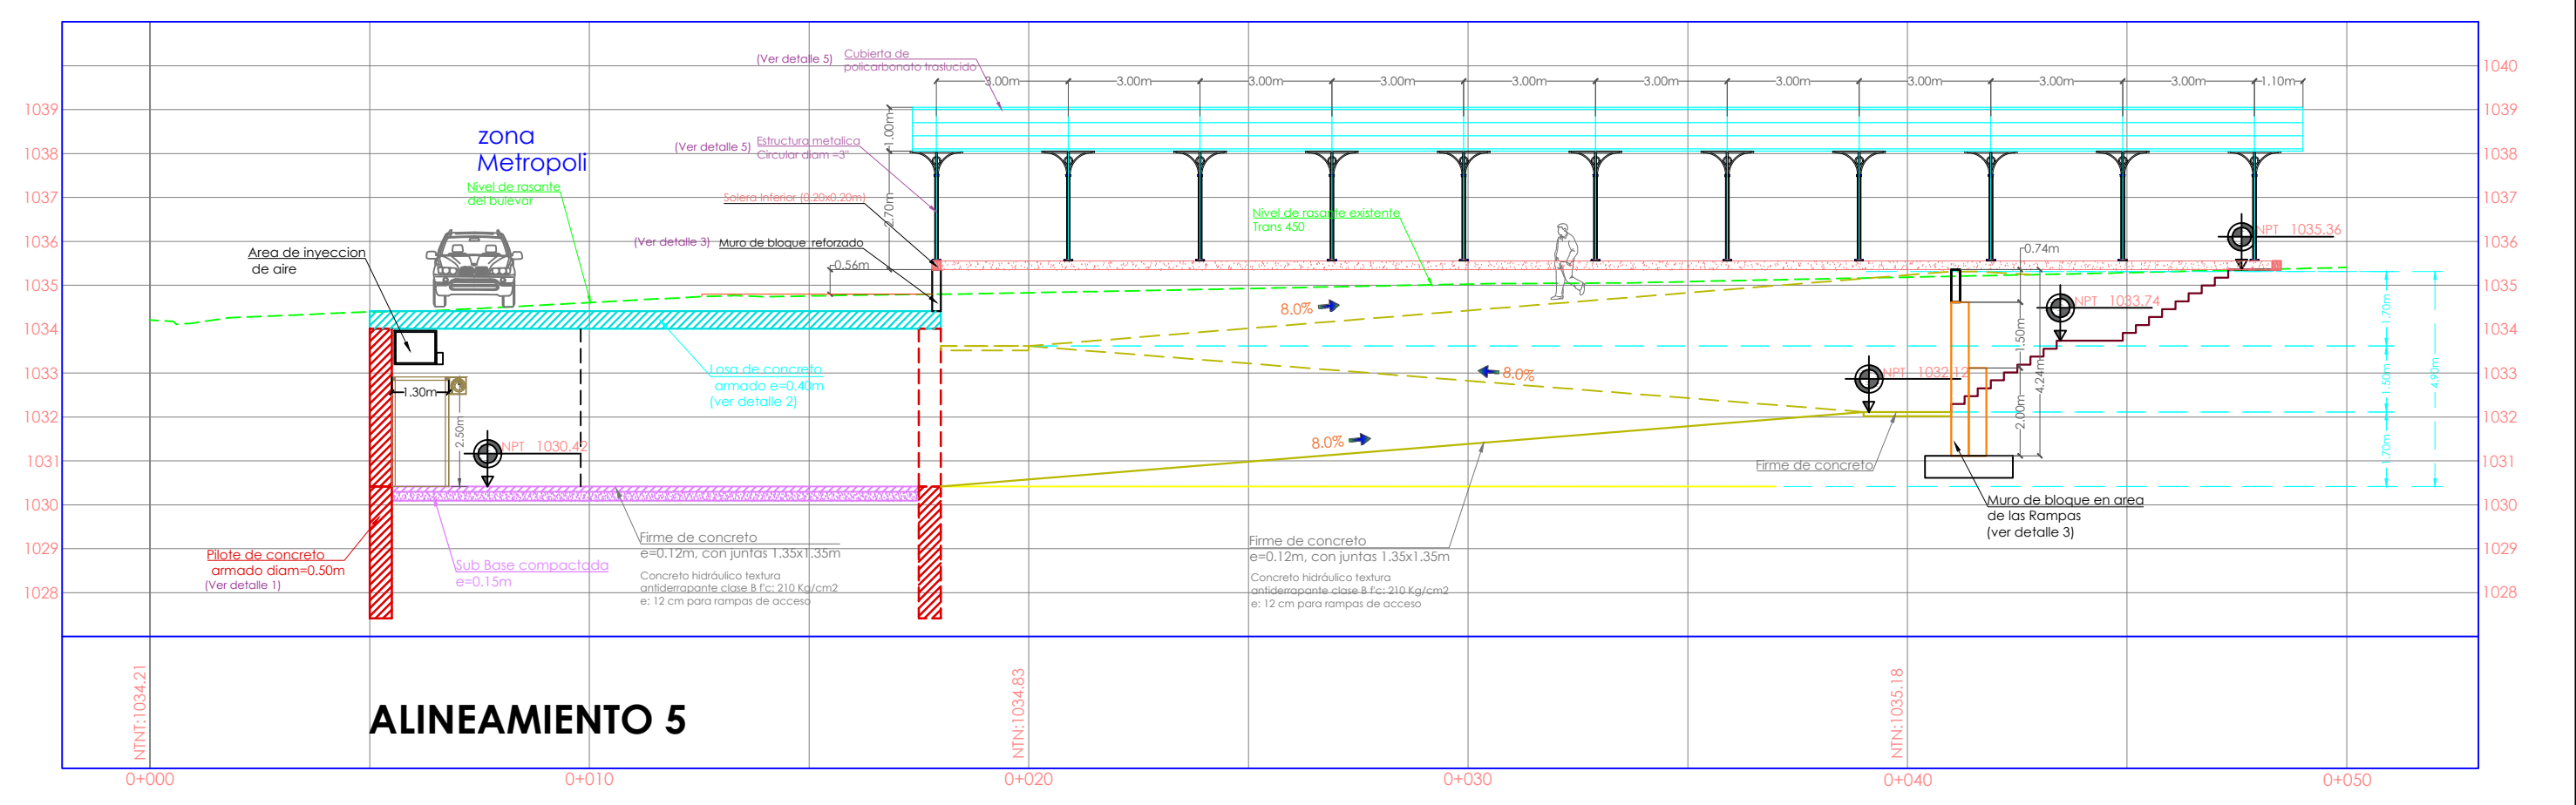 (Ver detalle 5)
Cubierta de
policarbonato traslucido
3.00m
3.00m
3.00m
3.00m
3.00m
3.00m
3.00m
3.00m
3.00m
3.00m
1.10m
1040
1040
1039
1039
1.00m
zona
Metropoli
(Ver detalle 5)
Estructura metalica
Circular diam =3"
1038
1038
Nivel de rasante
del bulevar
Solera Inferior (0.20x0.20m)
2.70m
1037
1037
Nivel de rasante existente
Trans 450
NPT 1035.36
(Ver detalle 3)
Muro de bloque reforzado
Area de inyeccion
de aire
1036
1036
0.74m
0.56m
1035
1035
8.0%
NPT 1033.74
1.70m
1034
1034
1.50m
Losa de concreto
armado e=0.40m
(ver detalle 2)
8.0%
NPT 1032.12
4.24m
1.50m
4.90m
1033
1033
1.30m
2.50m
2.00m
1032
1032
NPT 1030.42
8.0%
1.70m
1031
1031
Firme de concreto
1030
1030
Muro de bloque en area
de las Rampas
(ver detalle 3)
Firme de concreto
e=0.12m, con juntas 1.35x1.35m
Concreto hidráulico textura
antiderrapante clase B f'c: 210 Kg/cm2
e: 12 cm para rampas de acceso
Firme de concreto
e=0.12m, con juntas 1.35x1.35m
Concreto hidráulico textura
antiderrapante clase B f'c: 210 Kg/cm2
e: 12 cm para rampas de acceso
1029
1029
Pilote de concreto
armado diam=0.50m
(Ver detalle 1)
Sub Base compactada
e=0.15m
1028
1028
NTNT:1034.21
NTN:1034.83
NTN:1035.18
ALINEAMIENTO 5
0+000
0+010
0+020
0+030
0+040
0+050